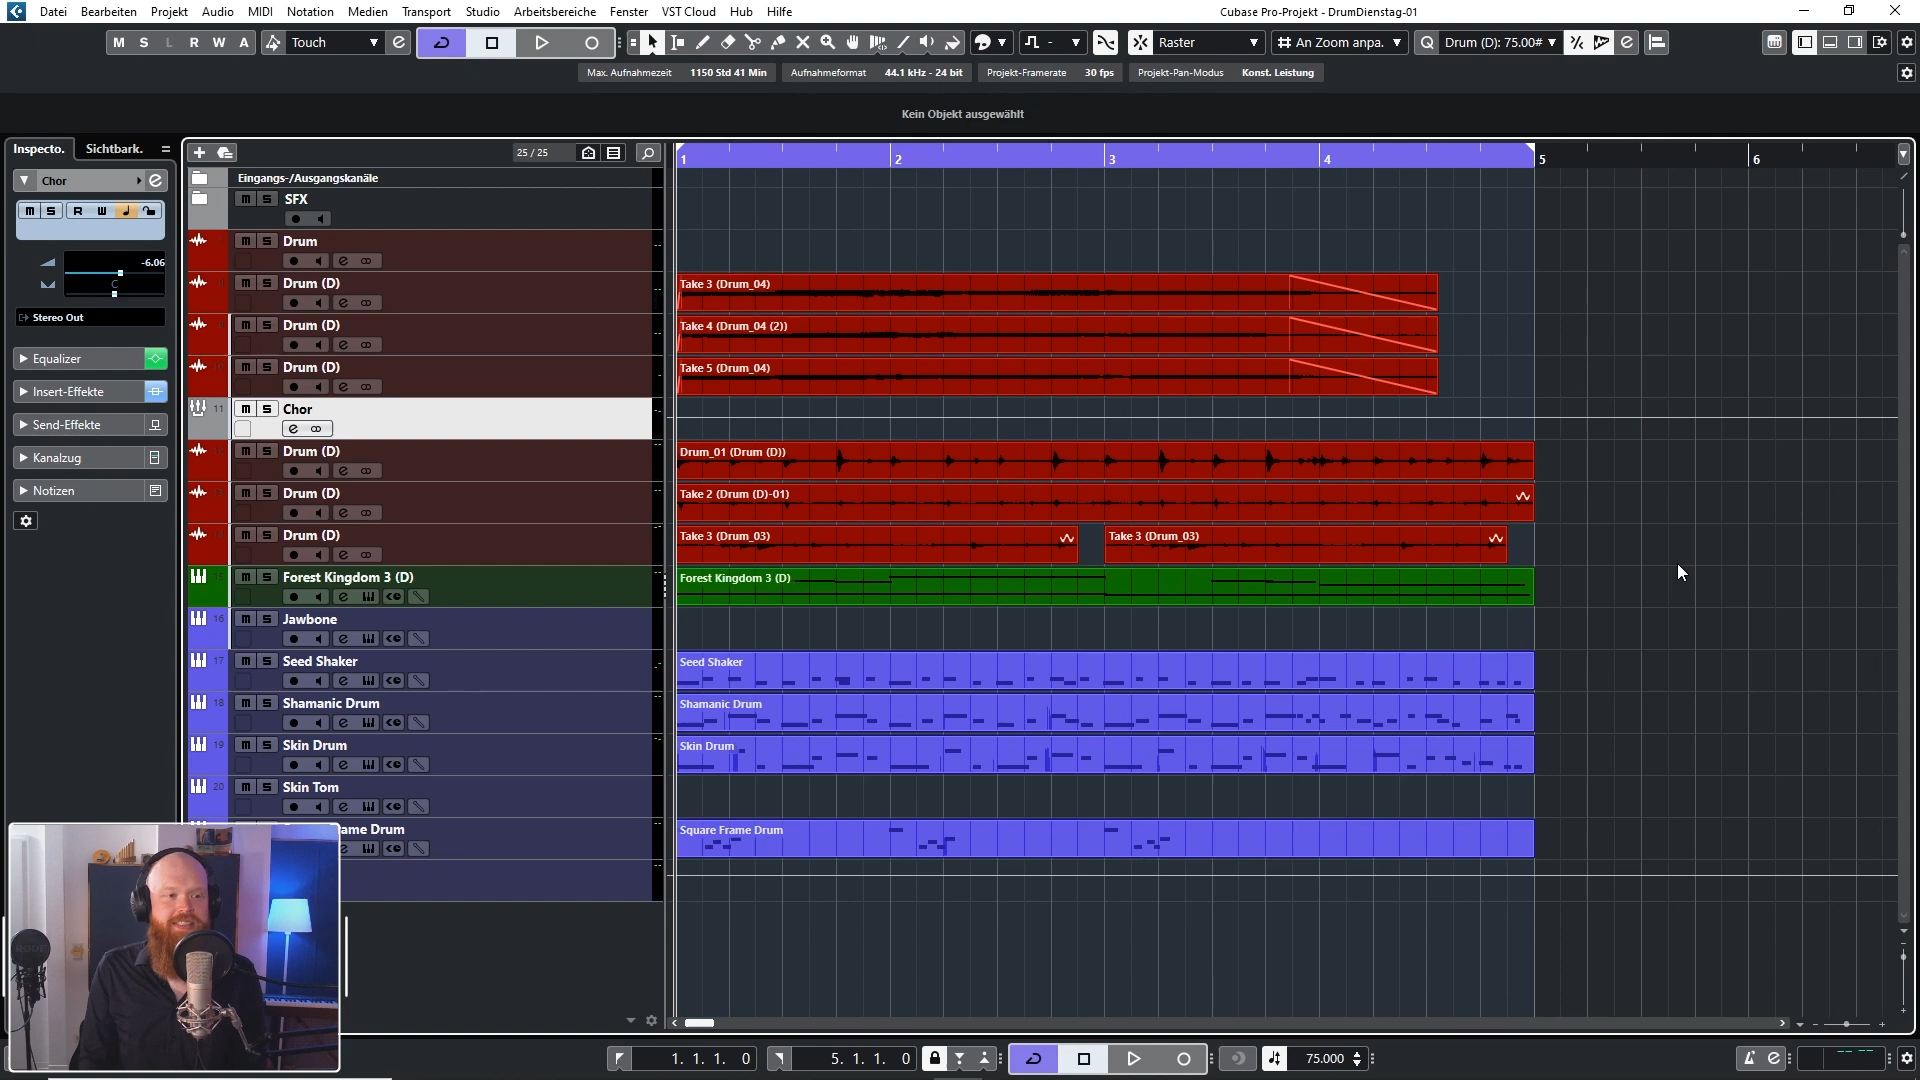 Datei Bearbeiten Projekt Audio MIDI Notation Medien Transport Studio Arbeitsbereiche Fenster VST Cloud Hub Hilfe
Cubase Pro-Projekt - DrumDienstag-01
M S L R W A Touch
Raster
An Zoom anpa.
Q Drum (D): 75.00#
Max. Aufnahmezeit 1150 Std 41 Min Aufnahmeformat 44.1 kHz - 24 bit Projekt-Framerate 30 fps Projekt-Pan-Modus Konst. Leistung
Kein Objekt ausgewählt
Inspecto. Sichtbark.
25 / 25
1 2 3 4 5 6
Chor
M S R W
-6.06
C
Stereo Out
Equalizer
Insert-Effekte
Send-Effekte
Kanalzug
Notizen
Eingangs-/Ausgangskanäle
SFX
Drum
Drum (D)
Take 3 (Drum_04)
Drum (D)
Take 4 (Drum_04 (2))
Drum (D)
Take 5 (Drum_04)
11 Chor
Drum (D)
Drum_01 (Drum (D))
Drum (D)
Take 2 (Drum (D)-01)
Drum (D)
Take 3 (Drum_03) Take 3 (Drum_03)
Forest Kingdom 3 (D)
Forest Kingdom 3 (D)
16 Jawbone
17 Seed Shaker
Seed Shaker
18 Shamanic Drum
Shamanic Drum
19 Skin Drum
Skin Drum
20 Skin Tom
ame Drum
Square Frame Drum
RØDE
1. 1. 1. 0
5. 1. 1. 0
75.000